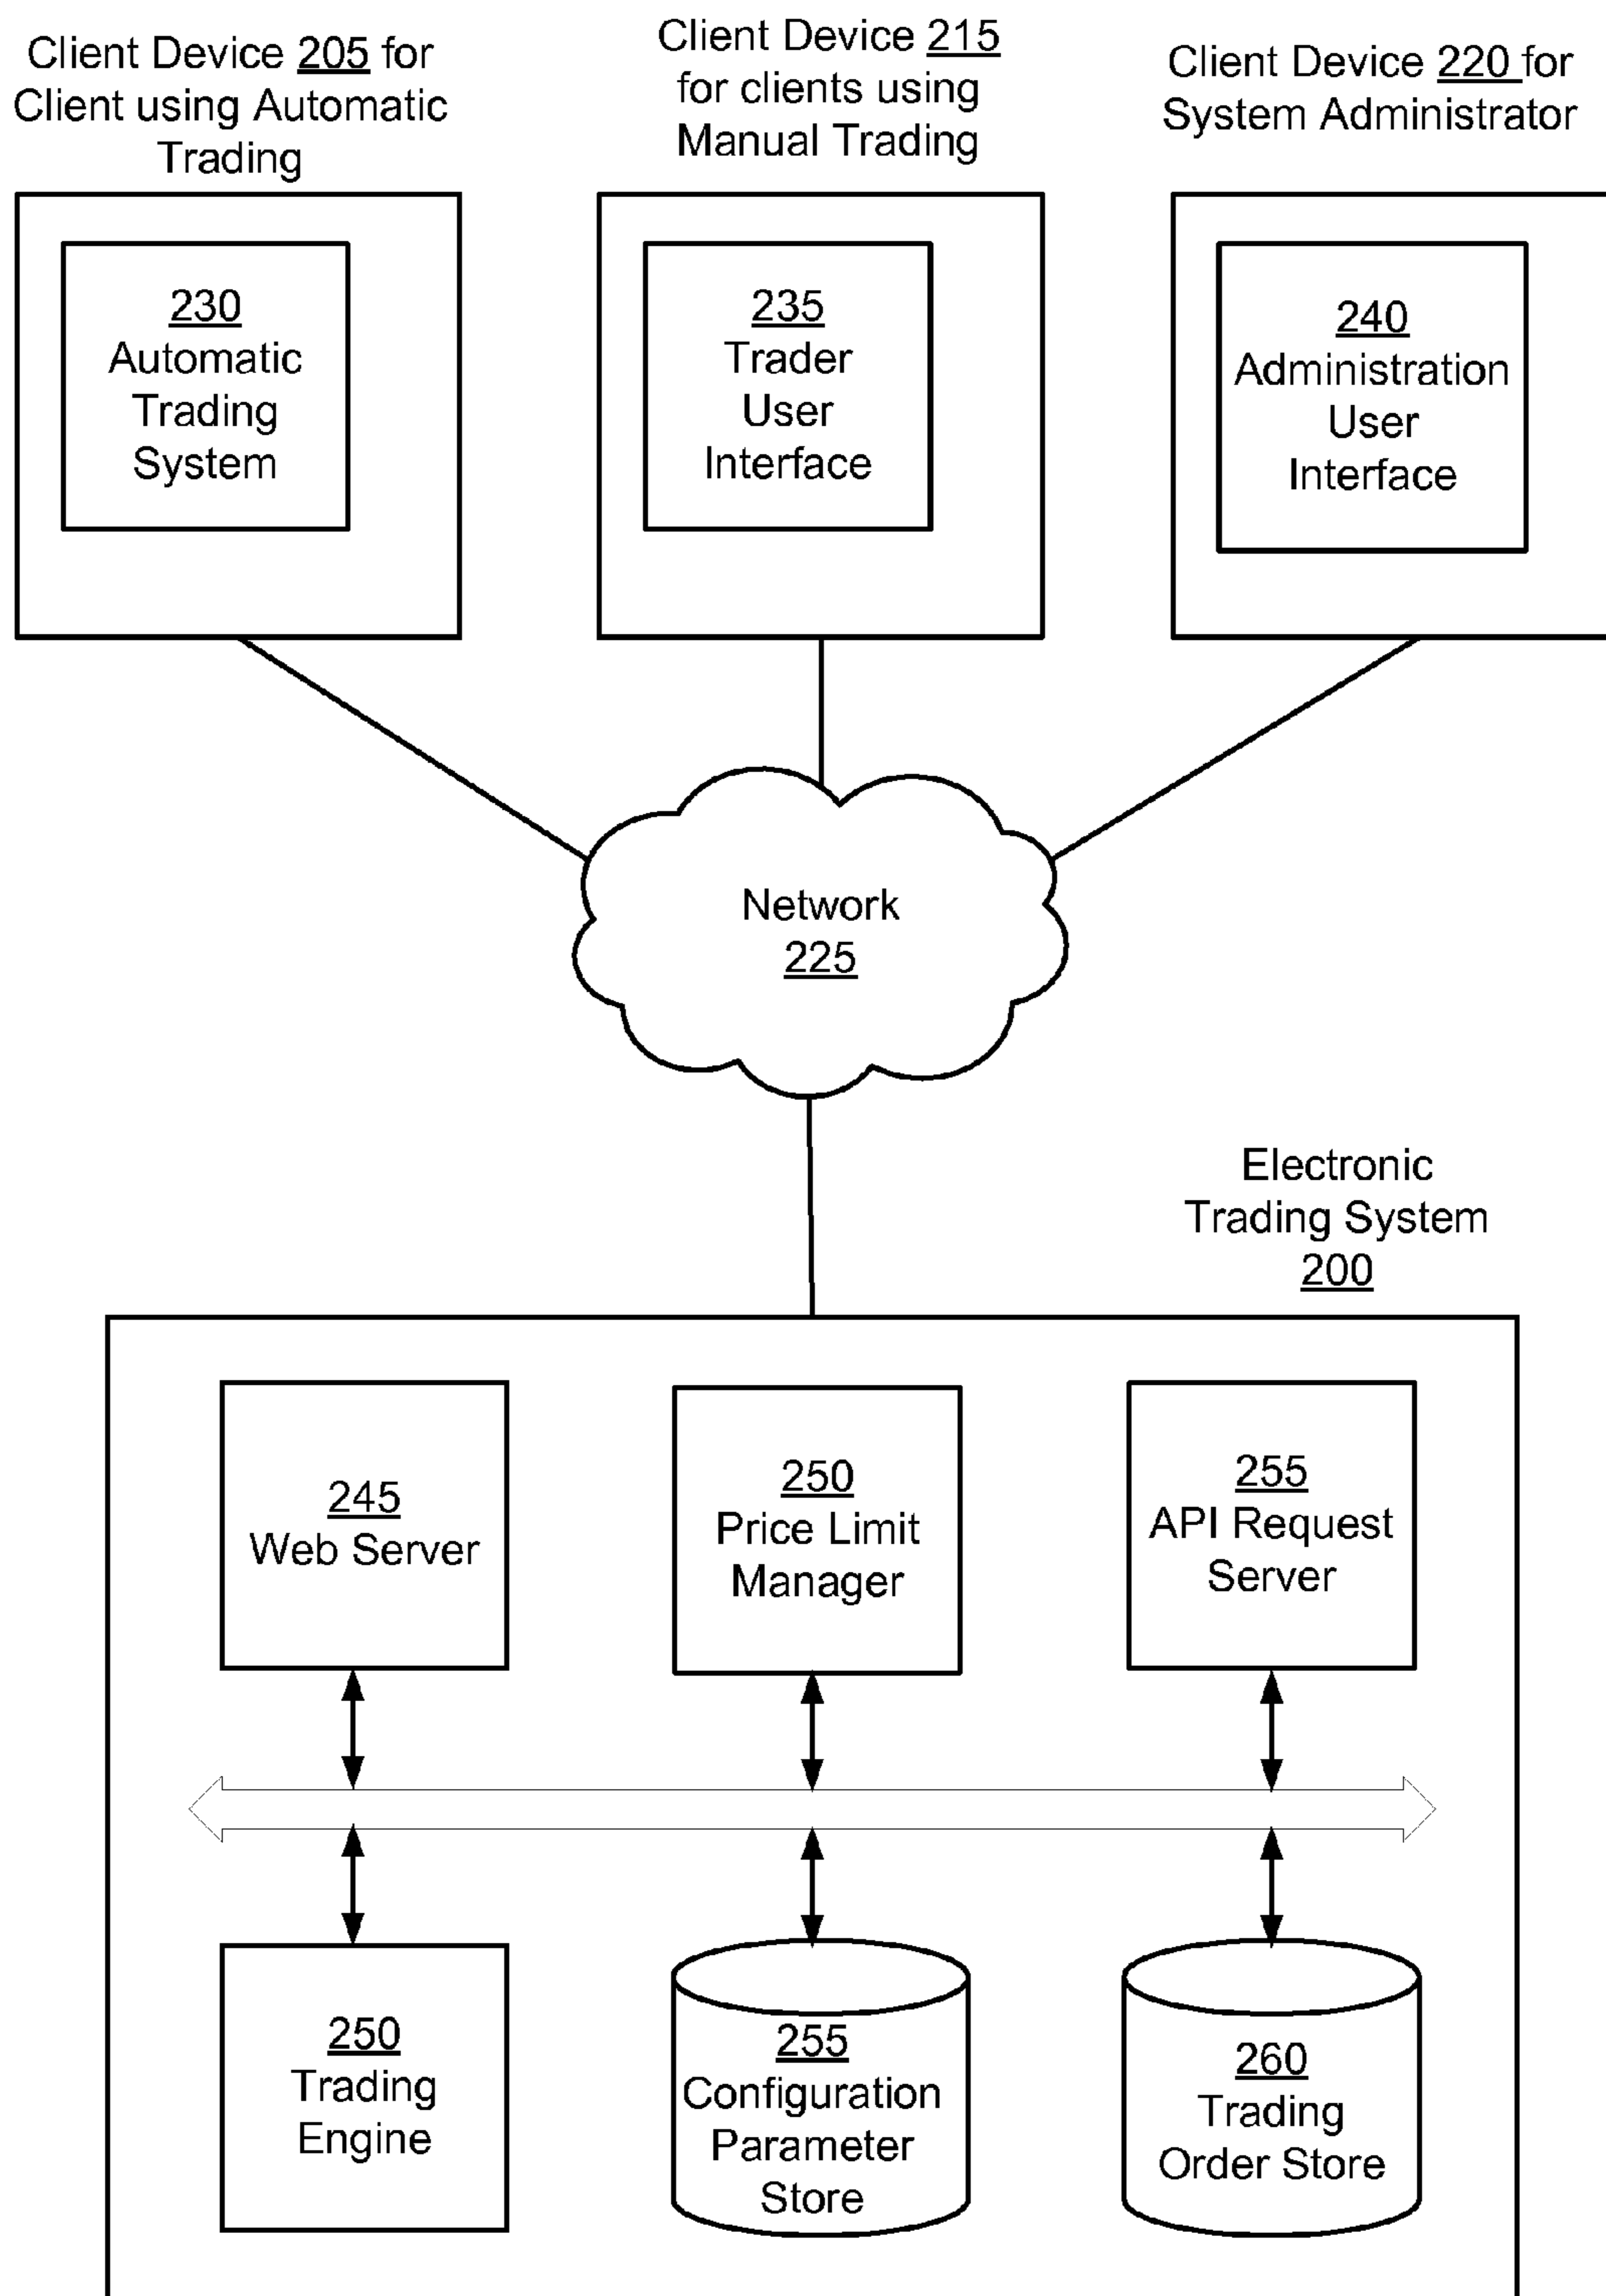 Client Device 205 for
Client using Automatic
Trading
Client Device 215
for clients using
Manual Trading
Client Device 220 for
System Administrator
230
Automatic
Trading
System
235
Trader
User
Interface
240
Administration
User
Interface
Network
225
Electronic
Trading System
200
245
Web Server
250
Price Limit
Manager
255
API Request
Server
250
Trading
Engine
255
Configuration
Parameter
Store
260
Trading
Order Store